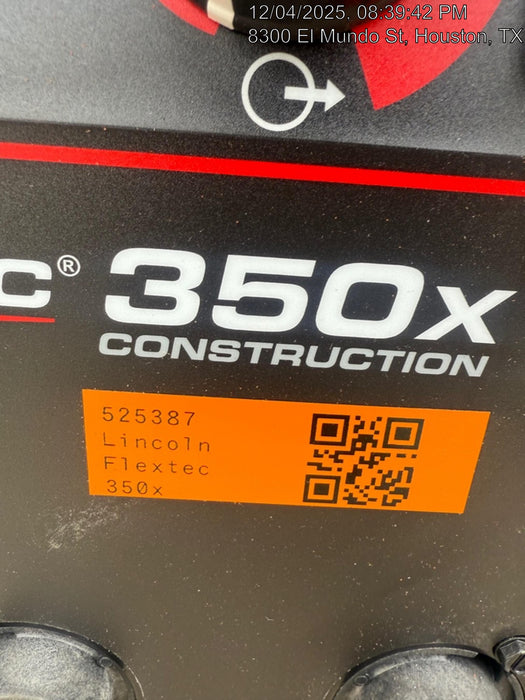 12/04/2025. 08:39:42 PM
8300 El Mundo St, Houston, TX
c® 350x
CONSTRUCTION
525387
Lincoln
Flextec
350x